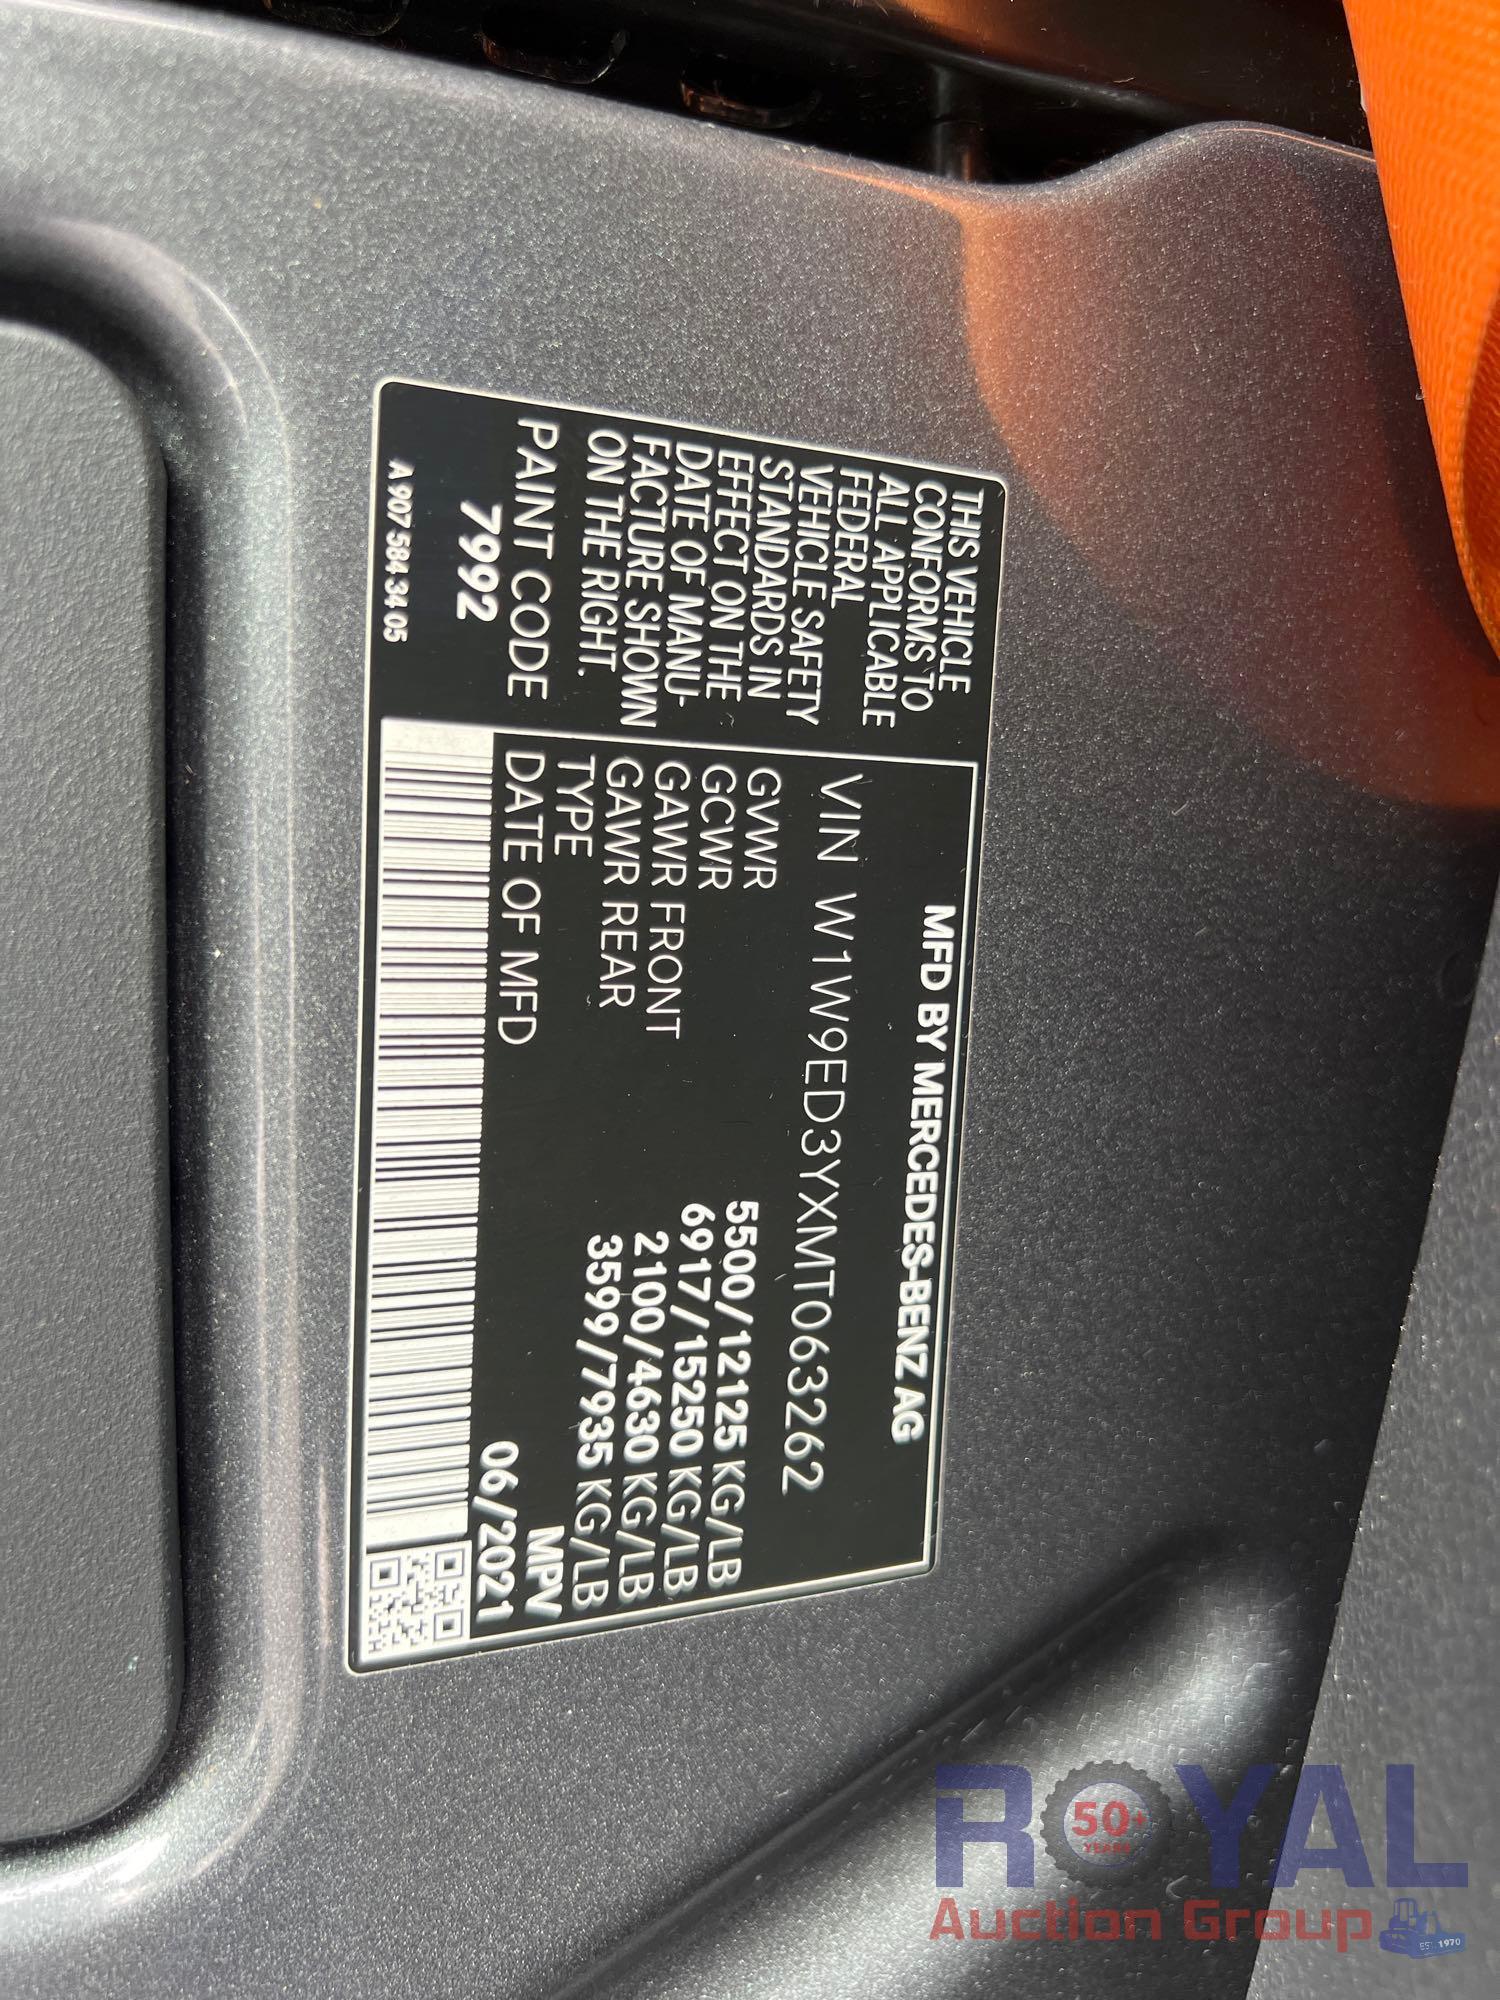 THIS VEHICLE
CONFORMS TO
ALL APPLICABLE
FEDERAL
VEHICLE SAFETY
STANDARDS IN
EFFECT ON THE
DATE OF MANU-
FACTURE SHOWN
ON THE RIGHT.
PAINT CODE
7992
A 907 584 34 05
MFD BY MERCEDES-BENZ AG
VIN W1W9ED3YXMT063262
GVWR 5500/12125 KG/LB
GCWR 6917/15250 KG/LB
GAWR FRONT 2100/4630 KG/LB
GAWR REAR 3599/7935 KG/LB
TYPE MPV
DATE OF MFD 06/2021
ROYAL
50+
YEARS
Auction Group
EST. 1970